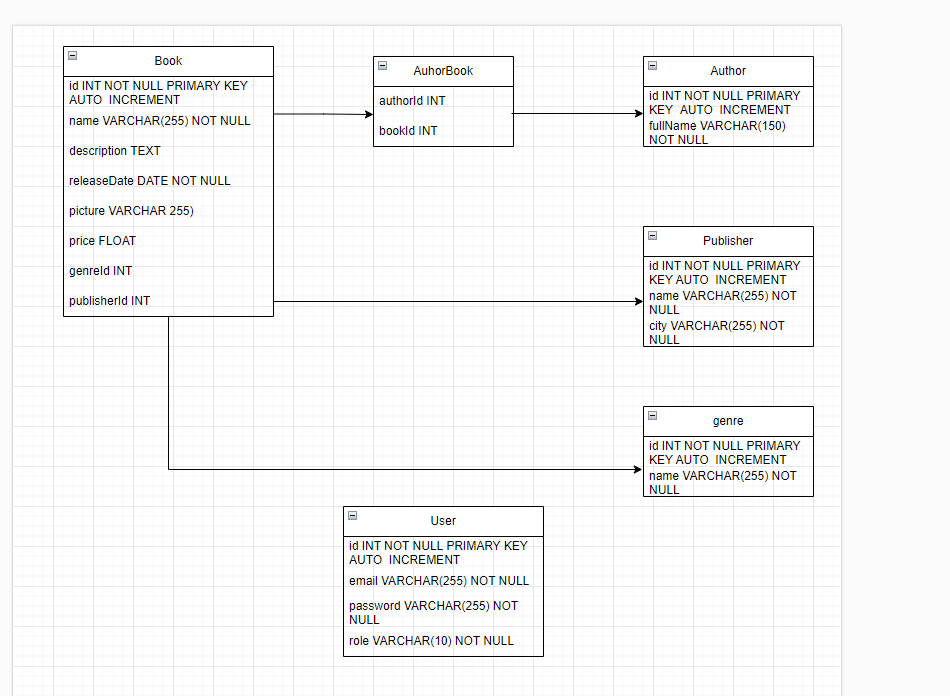 Book
id INT NOT NULL PRIMARY KEY
AUTO INCREMENT
name VARCHAR(255) NOT NULL
description TEXT
releaseDate DATE NOT NULL
picture VARCHAR 255)
price FLOAT
genreId INT
publisherId INT
AuhorBook
authorId INT
bookId INT
Author
id INT NOT NULL PRIMARY
KEY AUTO INCREMENT
fullName VARCHAR(150)
NOT NULL
Publisher
id INT NOT NULL PRIMARY
KEY AUTO INCREMENT
name VARCHAR(255) NOT
NULL
city VARCHAR(255) NOT
NULL
genre
id INT NOT NULL PRIMARY
KEY AUTO INCREMENT
name VARCHAR(255) NOT
NULL
User
id INT NOT NULL PRIMARY KEY
AUTO INCREMENT
email VARCHAR(255) NOT NULL
password VARCHAR(255) NOT
NULL
role VARCHAR(10) NOT NULL